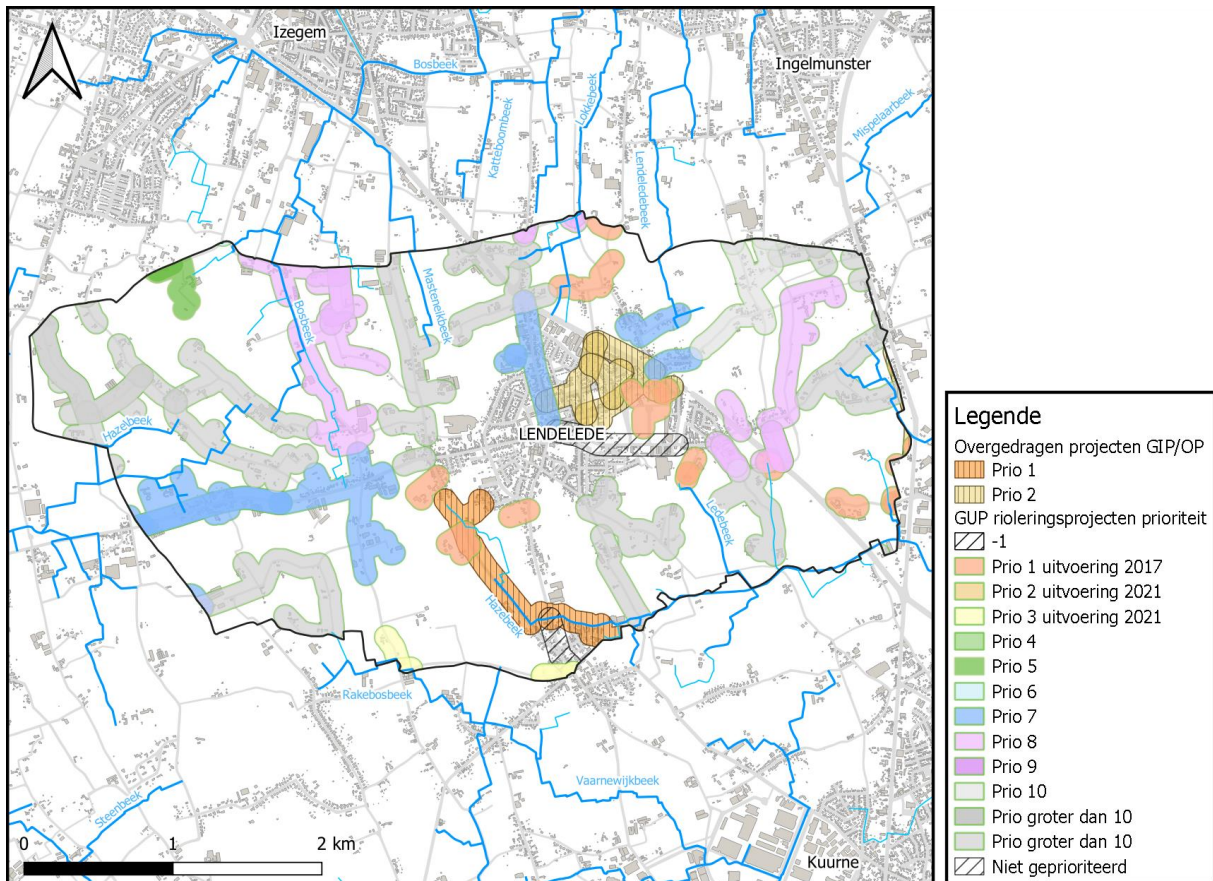 Izegem
Ingelmunster
Bosbeek
Lokkebeek
Katteboombeek
Mispelaarbeek
Lendeledebeek
Mastenelkbeek
Bosbeek
Hazelbeek
LENDELEDE
Ledebeek
Hazebeek
Rakebosbeek
Vaarnewijkbeek
Steenbeek
Kuurne
0 1 2 km
Legende
Overgedragen projecten GIP/OP
Prio 1
Prio 2
GUP rioleringsprojecten prioriteit
-1
Prio 1 uitvoering 2017
Prio 2 uitvoering 2021
Prio 3 uitvoering 2021
Prio 4
Prio 5
Prio 6
Prio 7
Prio 8
Prio 9
Prio 10
Prio groter dan 10
Prio groter dan 10
Niet geprioriteerd